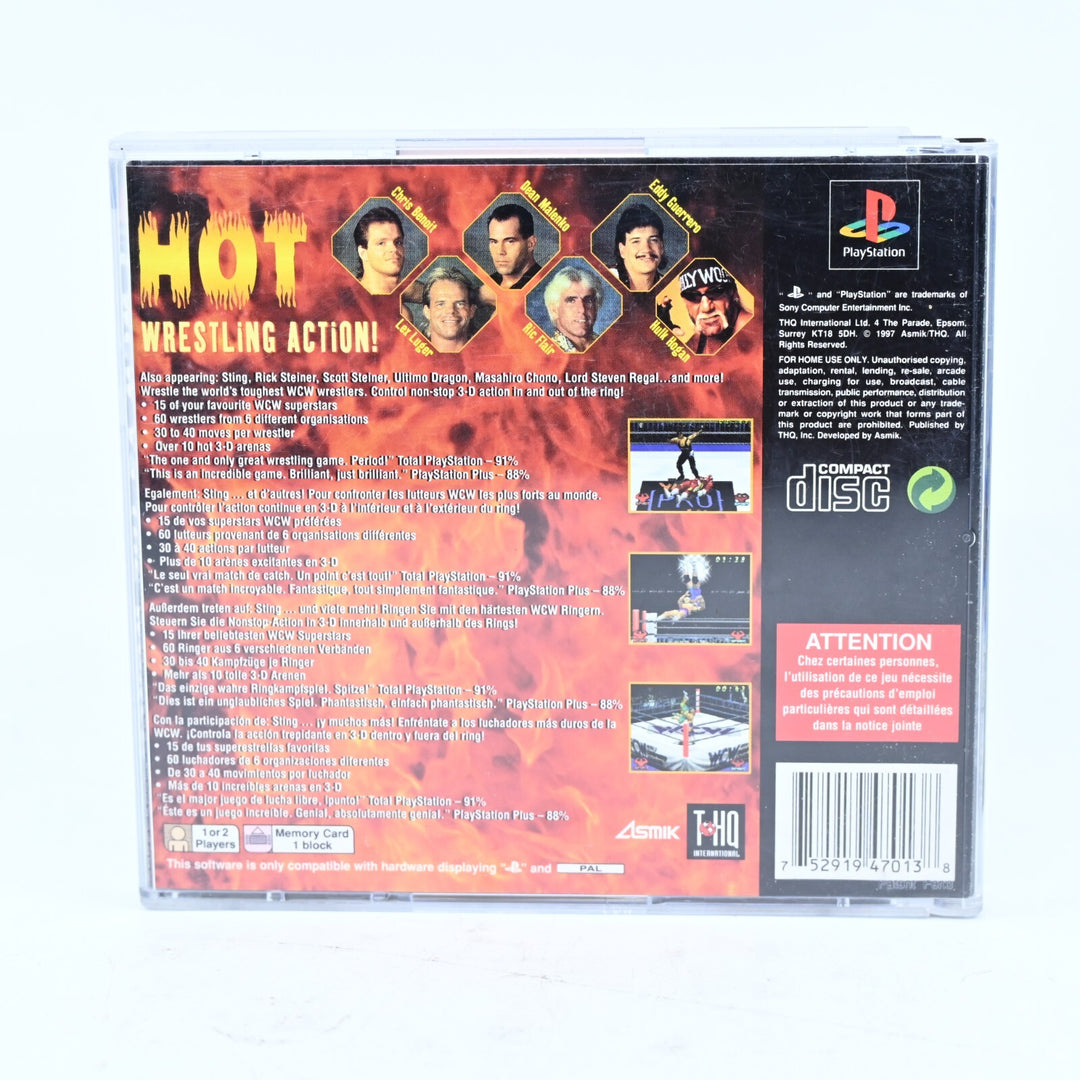 HOT
WRESTLiNG ACTiON!
Chris Benoit
Dean Malenko
Eddy Guerrero
Lex Luger
Ric Flair
Hulk Hogan
Also appearing: Sting, Rick Steiner, Scott Steiner, Ultimo Dragon, Masahiro Chono, Lord Steven Regal...and more!
Wrestle the world's toughest WCW wrestlers. Control non-stop 3-D action in and out of the ring!
• 15 of your favourite WCW superstars
• 60 wrestlers from 6 different organisations
• 30 to 40 moves per wrestler
• Over 10 hot 3-D arenas
"The one and only great wrestling game. Period!" Total PlayStation – 91%
"This is an incredible game. Brilliant, just brilliant." PlayStation Plus – 88%
Egalement: Sting ... et d'autres! Pour confronter les lutteurs WCW les plus forts au monde.
Pour contrôler l'action continue en 3-D à l'intérieur et à l'extérieur du ring!
• 15 de vos superstars WCW préférées
• 60 lutteurs provenant de 6 organisations différentes
• 30 à 40 actions par lutteur
• Plus de 10 arenes excitantes en 3-D
"Le seul vrai match de catch. Un point c'est tout!" Total PlayStation – 91%
"C'est un match incroyable. Fantastique, tout simplement fantastique." PlayStation Plus – 88%
Außerdem treten auf: Sting ... und viele mehr! Ringen Sie mit den härtesten WCW Ringern.
Steuern Sie die Nonstop-Action in 3-D innerhalb und außerhalb des Rings!
• 15 Ihrer beliebtesten WCW Superstars
• 60 Ringer aus 6 verschiedenen Verbänden
• 30 bis 40 Kampfzüge je Ringer
• Mehr als 10 tolle 3-D Arenen
"Das einzige wahre Ringkampfspiel. Spitze!" Total PlayStation – 91%
"Dies ist ein unglaubliches Spiel. Phantastisch, einfach phantastisch." PlayStation Plus – 88%
Con la participación de: Sting ... ¡y muchos más! Enfréntate a los luchadores más duros de la
WCW. ¡Controla la acción trepidante en 3-D dentro y fuera del ring!
• 15 de tus superestrellas favoritas
• 60 luchadores de 6 organizaciones diferentes
• De 30 a 40 movimientos por luchador
• Más de 10 increíbles arenas en 3-D
"Es el major juego de lucha libre, ¡punto!" Total PlayStation – 91%
"Éste es un juego increíble. Genial, absolutamente genial." PlayStation Plus – 88%
1 or 2
Players
Memory Card
1 block
This software is only compatible with hardware displaying " " and PAL
ASMIK
T·HQ
INTERNATIONAL
PlayStation
" " and "PlayStation" are trademarks of
Sony Computer Entertainment Inc.
THQ International Ltd. 4 The Parade, Epsom,
Surrey KT18 5DH. © 1997 Asmik/THQ. All
Rights Reserved.
FOR HOME USE ONLY. Unauthorised copying,
adaptation, rental, lending, re-sale, arcade
use, charging for use, broadcast, cable
transmission, public performance, distribution
or extraction of this product or any trade-
mark or copyright work that forms part of
this product are prohibited. Published by
THQ, Inc. Developed by Asmik.
COMPACT
disc
ATTENTION
Chez certaines personnes,
l'utilisation de ce jeu nécessite
des précautions d'emploi
particulières qui sont détaillées
dans la notice jointe
7 52919 47013 8